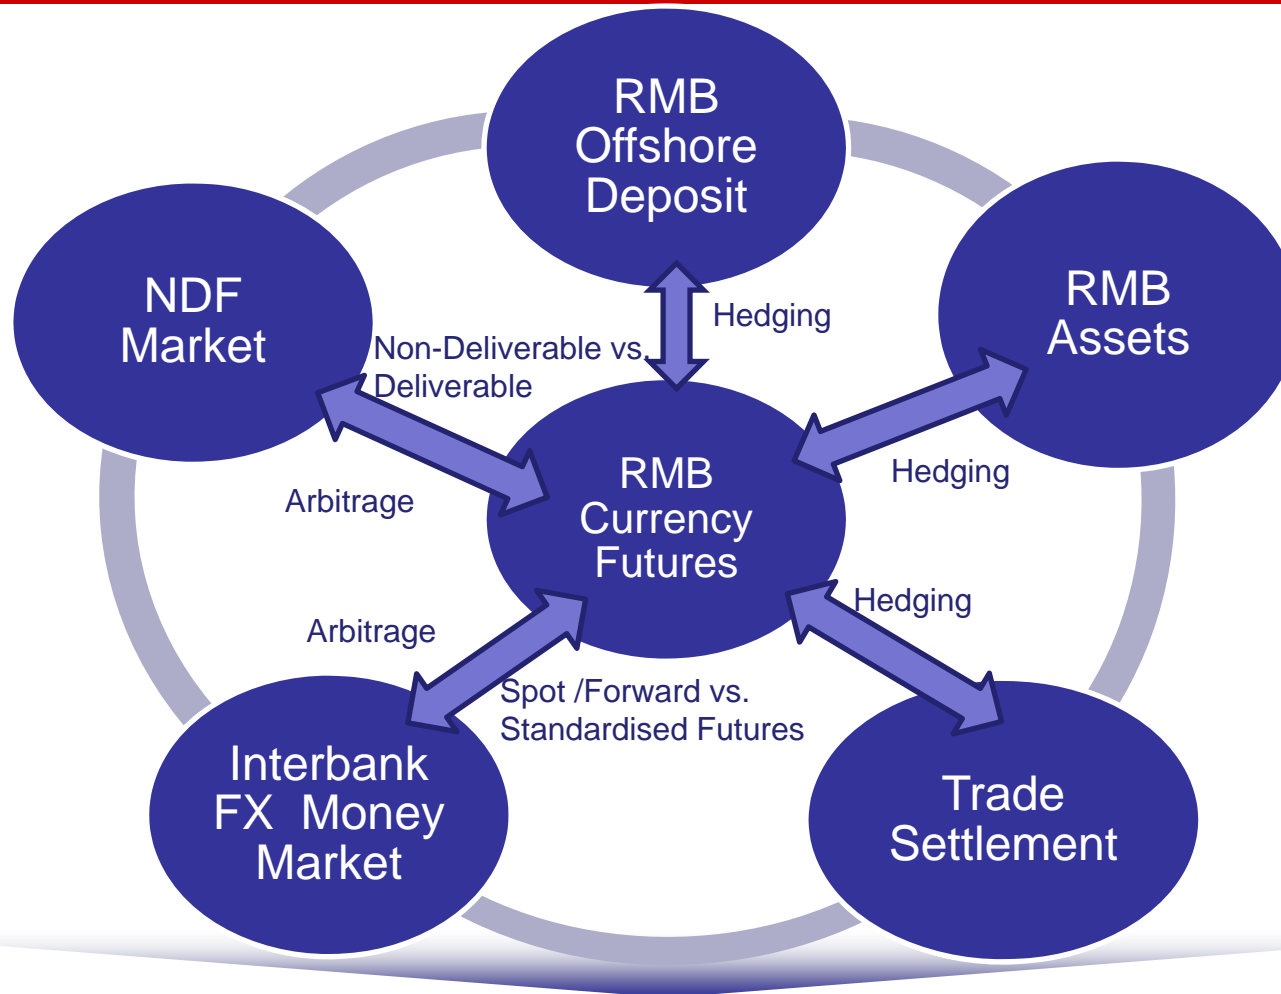 RMB
Offshore
Deposit
NDF
Market
RMB
Assets
Hedging
Non-Deliverable vs.
Deliverable
Hedging
Arbitrage
RMB
Currency
Futures
Hedging
Arbitrage
Spot /Forward vs.
Standardised Futures
Interbank
FX  Money
Market
Trade
Settlement